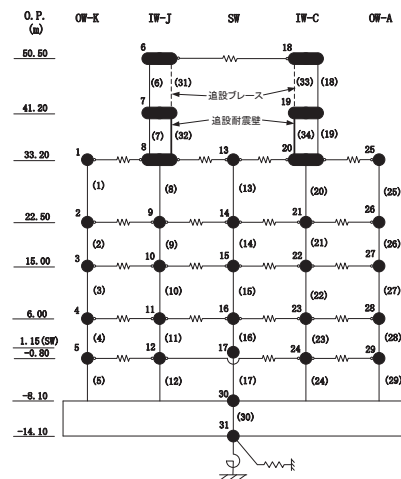 O.P. OW-K IW-J SW IW-C OW-A
(m)
50.50 6 18
(6) (31) (33) (18)
追設ブレース
41.20 7 19
追設耐震壁
(7) (32) (34) (19)
33.20 1 8 13 20 25
(1) (8) (13) (20) (25)
22.50 2 9 14 21 26
(2) (9) (14) (21) (26)
15.00 3 10 15 22 27
(3) (10) (15) (22) (27)
6.00 4 11 16 23 28
(4) (11) (16) (23) (28)
1.15(SW) 17
-0.80 5 12 24 29
(5) (12) (17) (24) (29)
-8.10 30
(30)
-14.10 31